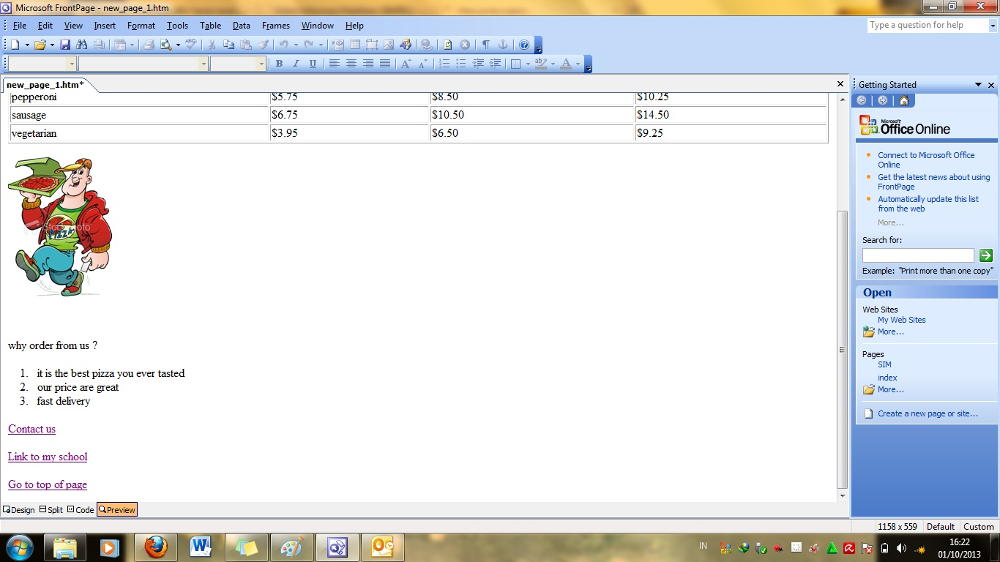 Microsoft FrontPage - new_page_1.htm
File Edit View Insert Format Tools Table Data Frames Window Help
Type a question for help
new_page_1.htm*
pepperoni $5.75 $8.50 $10.25
sausage $6.75 $10.50 $14.50
vegetarian $3.95 $6.50 $9.25
iStockphoto
PIZZA
why order from us ?
1. it is the best pizza you ever tasted
2. our price are great
3. fast delivery
Contact us
Link to my school
Go to top of page
Design Split Code Preview
Getting Started
Microsoft
Office Online
Connect to Microsoft Office
Online
Get the latest news about using
FrontPage
Automatically update this list
from the web
More...
Search for:
Example: "Print more than one copy"
Open
Web Sites
My Web Sites
More...
Pages
SIM
index
More...
Create a new page or site...
1158 x 559 Default Custom
IN
16:22
01/10/2013